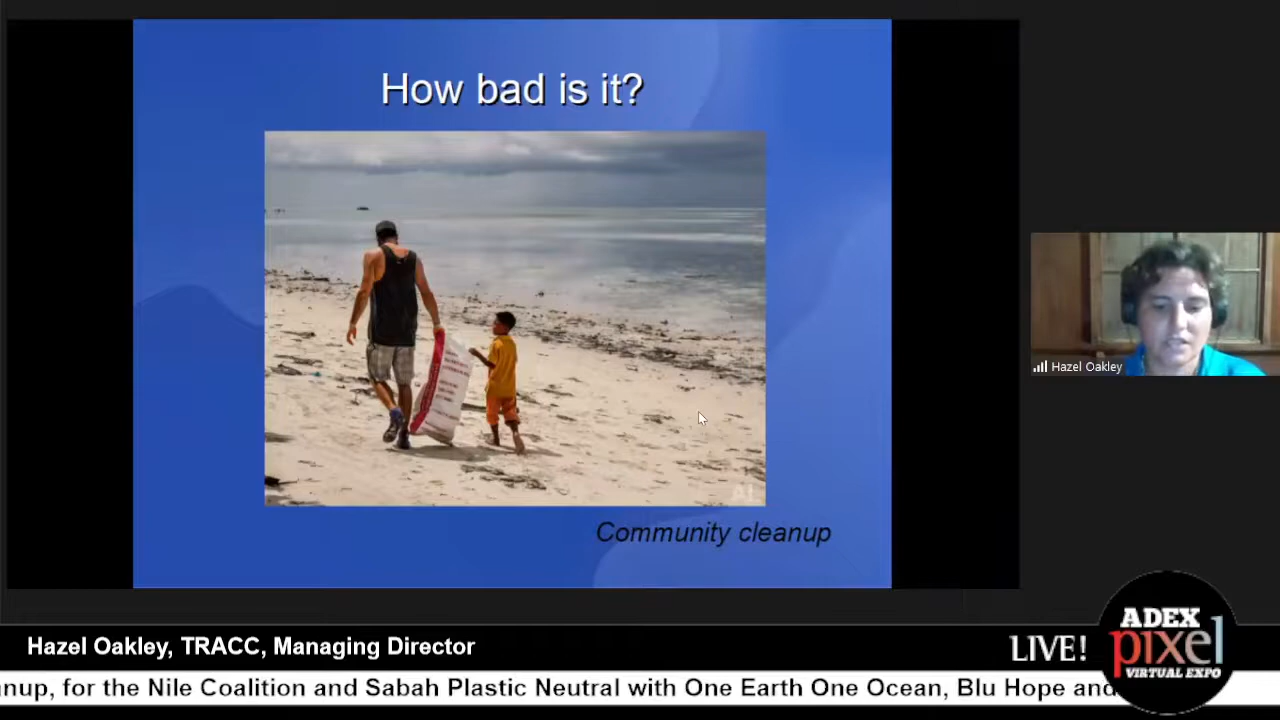 How bad is it?
Community cleanup
Hazel Oakley
Hazel Oakley, TRACC, Managing Director
LIVE!
ADEX
pixel
VIRTUAL EXPO
nup, for the Nile Coalition and Sabah Plastic Neutral with One Earth One Ocean, Blu Hope and